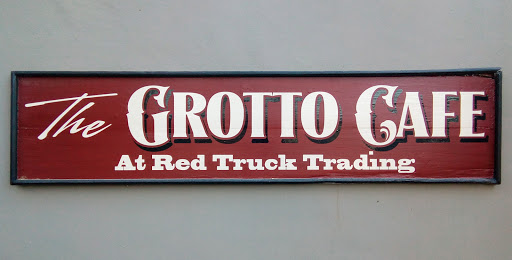 The GROTTO CAFE
At Red Truck Trading